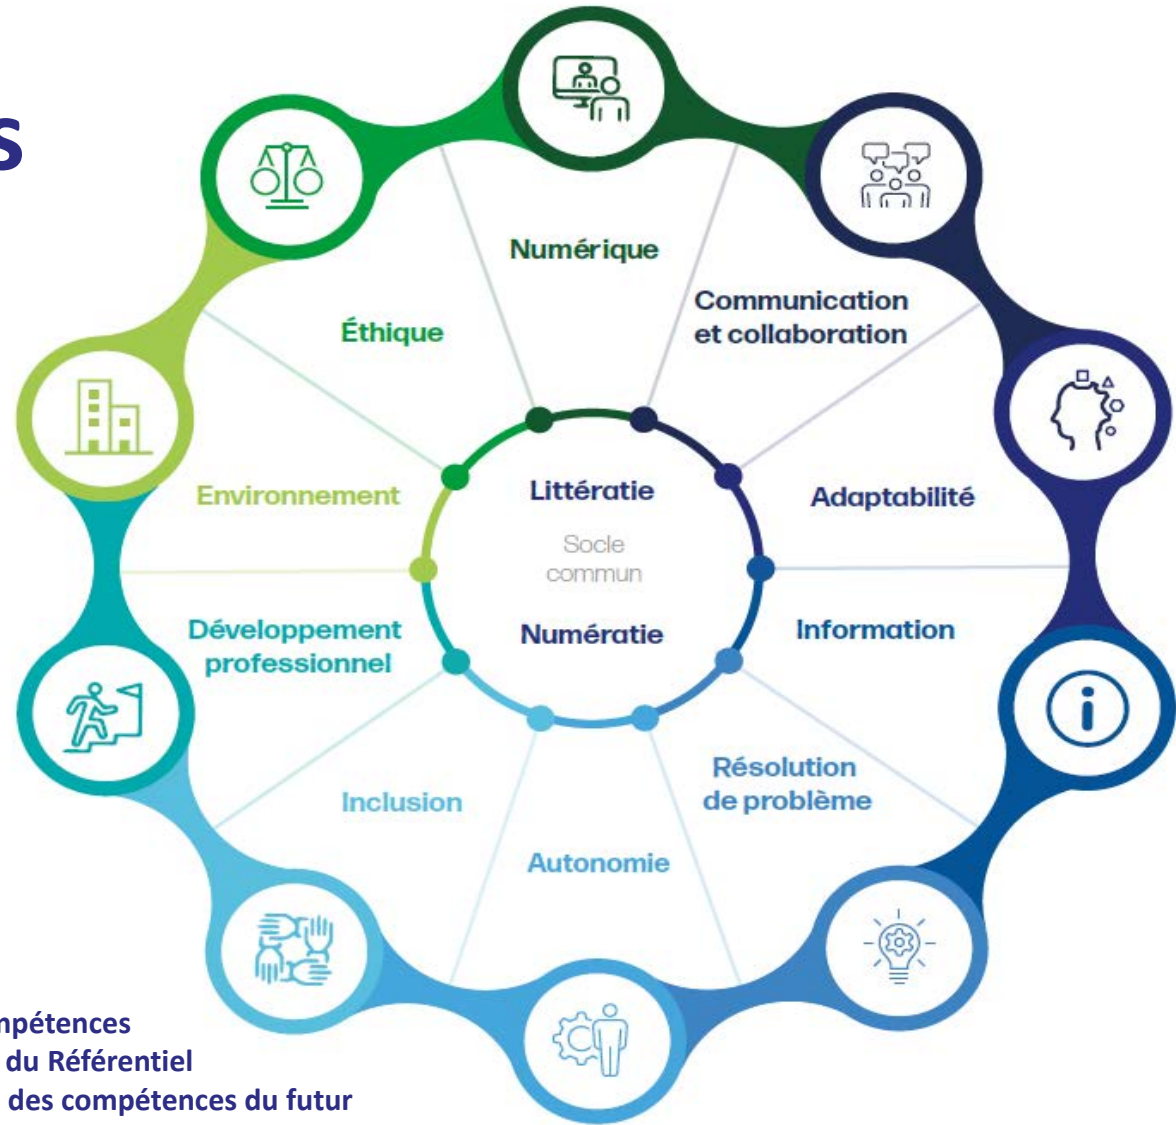 S
Numérique
Communication
et collaboration
Éthique
Littératie
Environnement
Adaptabilité
Socle
commun
Développement
professionnel
Numératie
Information
Résolution
de problème
Inclusion
Autonomie
mpétences
du Référentiel
des compétences du futur